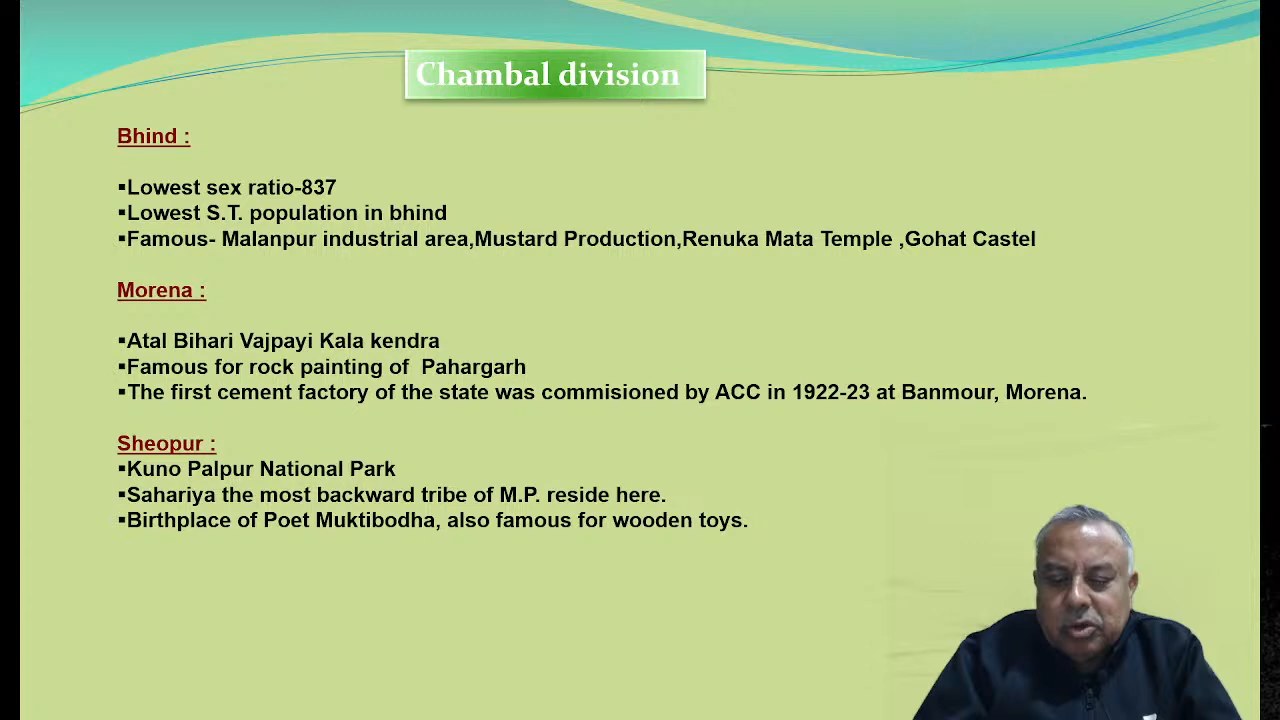 Chambal division
Bhind :
▪Lowest sex ratio-837
▪Lowest S.T. population in bhind
▪Famous- Malanpur industrial area,Mustard Production,Renuka Mata Temple ,Gohat Castel
Morena :
▪Atal Bihari Vajpayi Kala kendra
▪Famous for rock painting of  Pahargarh
▪The first cement factory of the state was commisioned by ACC in 1922-23 at Banmour, Morena.
Sheopur :
▪Kuno Palpur National Park
▪Sahariya the most backward tribe of M.P. reside here.
▪Birthplace of Poet Muktibodha, also famous for wooden toys.